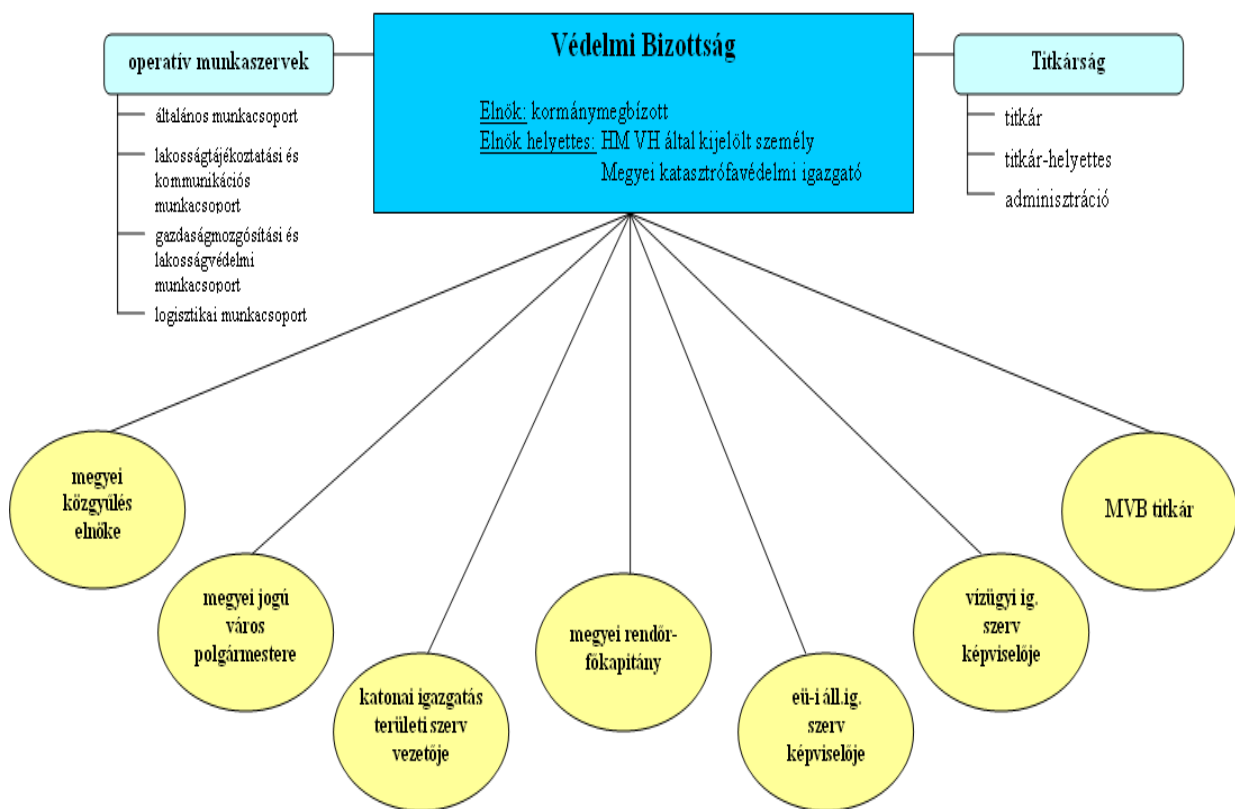 operatív munkaszervek
általános munkacsoport
lakosságtájékoztatási és
kommunikációs
munkacsoport
gazdaságmozgósítási és
lakosságvédelmi
munkacsoport
logisztikai munkacsoport
Védelmi Bizottság
Elnök: kormánymegbízott
Elnök helyettes: HM VH által kijelölt személy
Megyei katasztrófavédelmi igazgató
Titkárság
titkár
titkár-helyettes
adminisztráció
megyei
közgyűlés
elnöke
megyei jogú
város
polgármestere
katonai igazgatás
területi szerv
vezetője
megyei rendőr-
főkapitány
eü-i áll.ig.
szerv
képviselője
vízügyi ig.
szerv
képviselője
MVB titkár